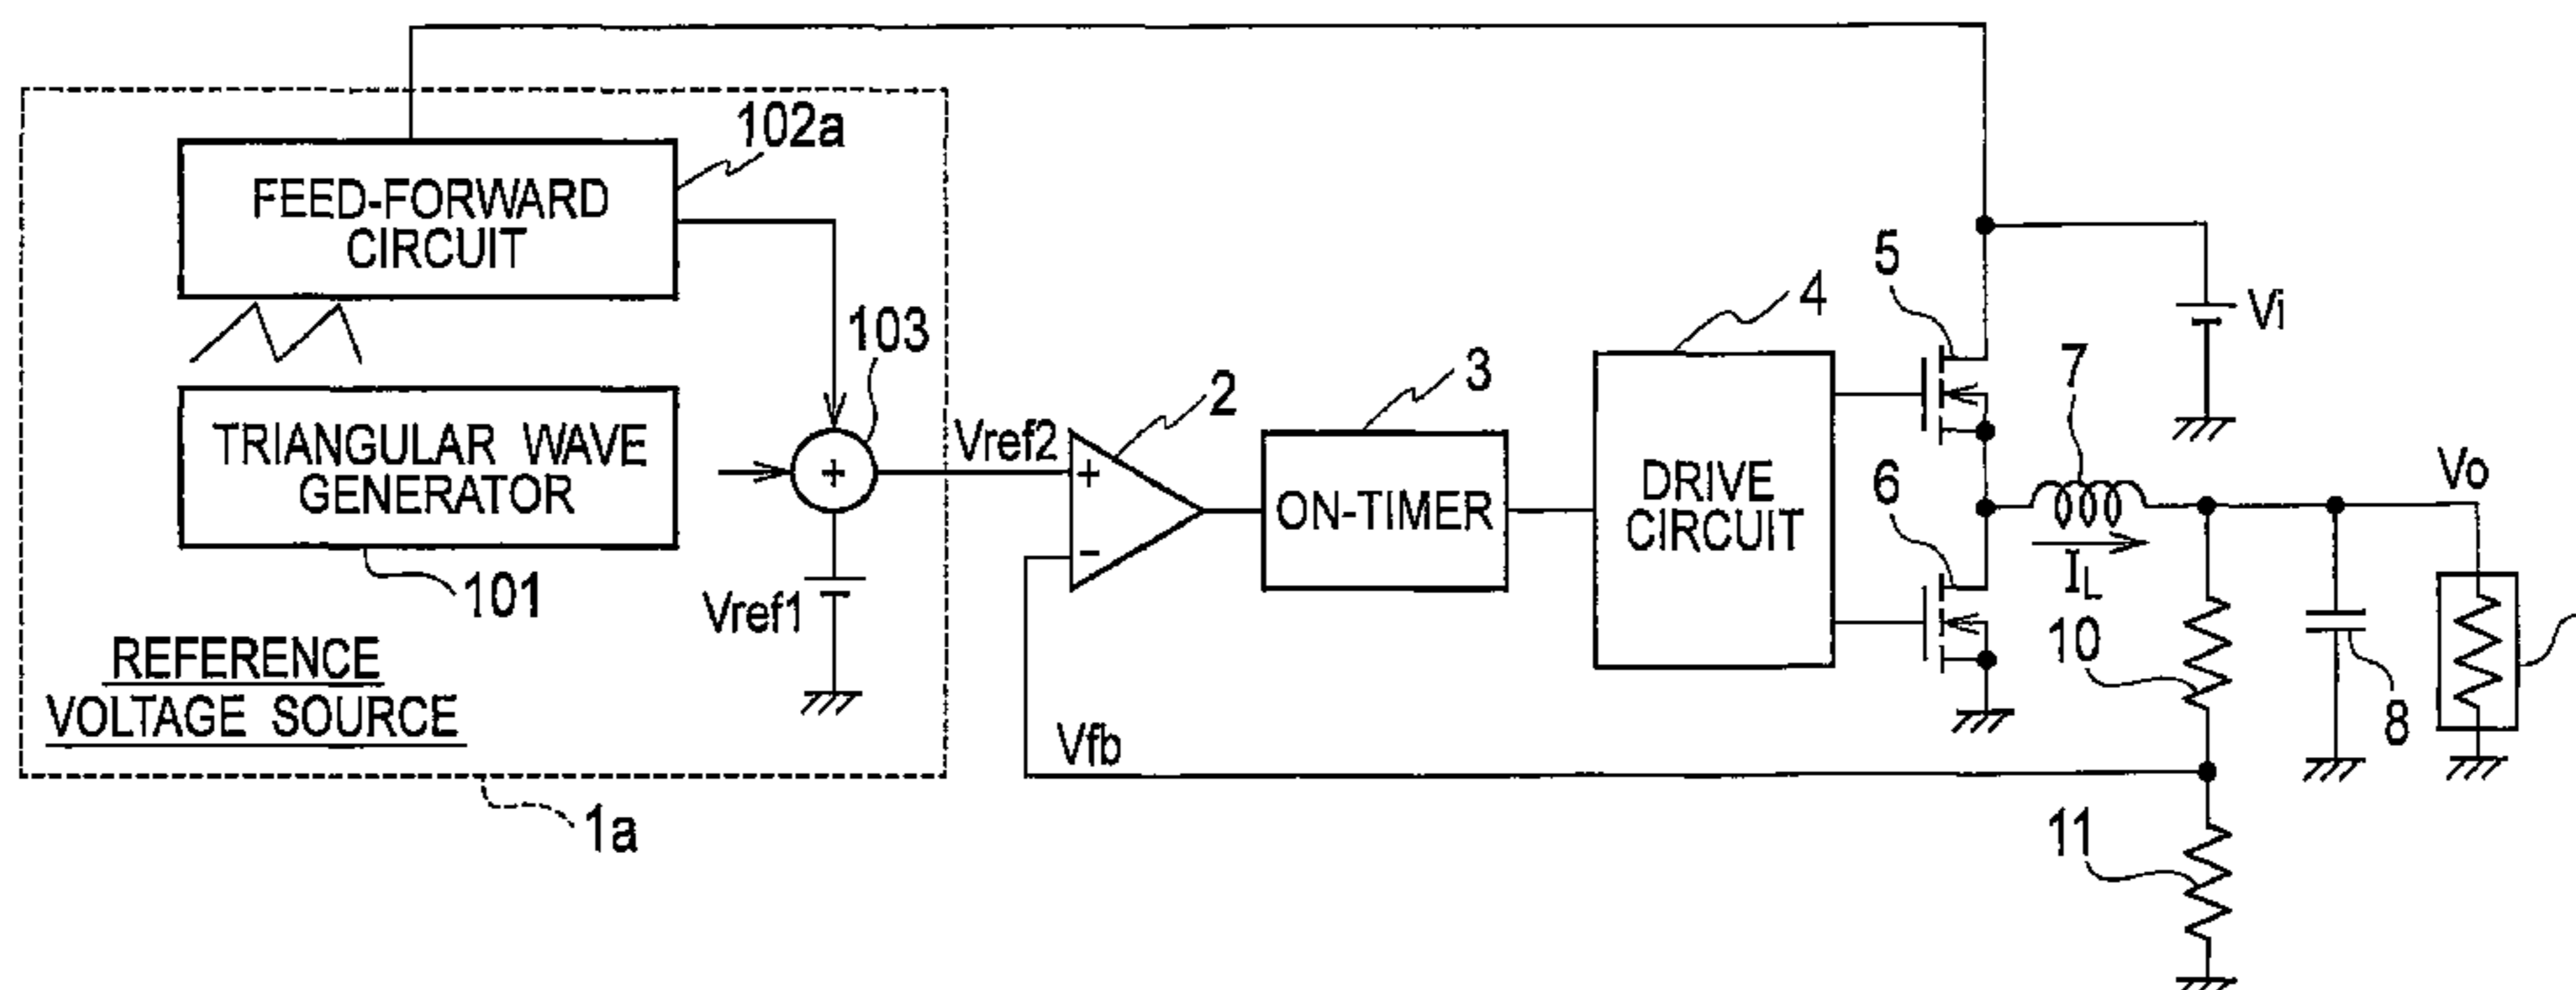 102a
FEED-FORWARD
CIRCUIT
103
TRIANGULAR WAVE
GENERATOR
101
Vref1
REFERENCE
VOLTAGE SOURCE
1a
Vref2
+
+
-
2
3
ON-TIMER
4
DRIVE
CIRCUIT
5
6
Vi
7
IL
Vo
10
8
Vfb
11